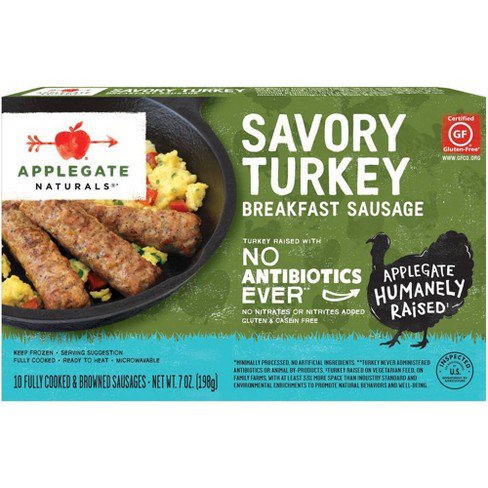 SAVORY TURKEY
APPLEGATE
NATURALS®*
SAVORY
TURKEY
BREAKFAST SAUSAGE
Certified
GF
Gluten-Free®
WWW.GFCO.ORG
TURKEY RAISED WITH
NO
ANTIBIOTICS
EVER**
NO NITRATES OR NITRITES ADDED
GLUTEN & CASEIN FREE
APPLEGATE
HUMANELY
RAISED†
KEEP FROZEN • SERVING SUGGESTION
FULLY COOKED • READY TO HEAT • MICROWAVABLE
10 FULLY COOKED & BROWNED SAUSAGES • NET WT. 7 OZ. (198g)
*MINIMALLY PROCESSED, NO ARTIFICIAL INGREDIENTS. **TURKEY NEVER ADMINISTERED
ANTIBIOTICS OR ANIMAL BY-PRODUCTS. †TURKEY RAISED ON VEGETARIAN FEED, ON
FAMILY FARMS, WITH AT LEAST 33% MORE SPACE THAN INDUSTRY STANDARD AND
ENVIRONMENTAL ENRICHMENTS TO PROMOTE NATURAL BEHAVIORS AND WELL-BEING.
INSPECTED
U.S.
DEPARTMENT OF
AGRICULTURE